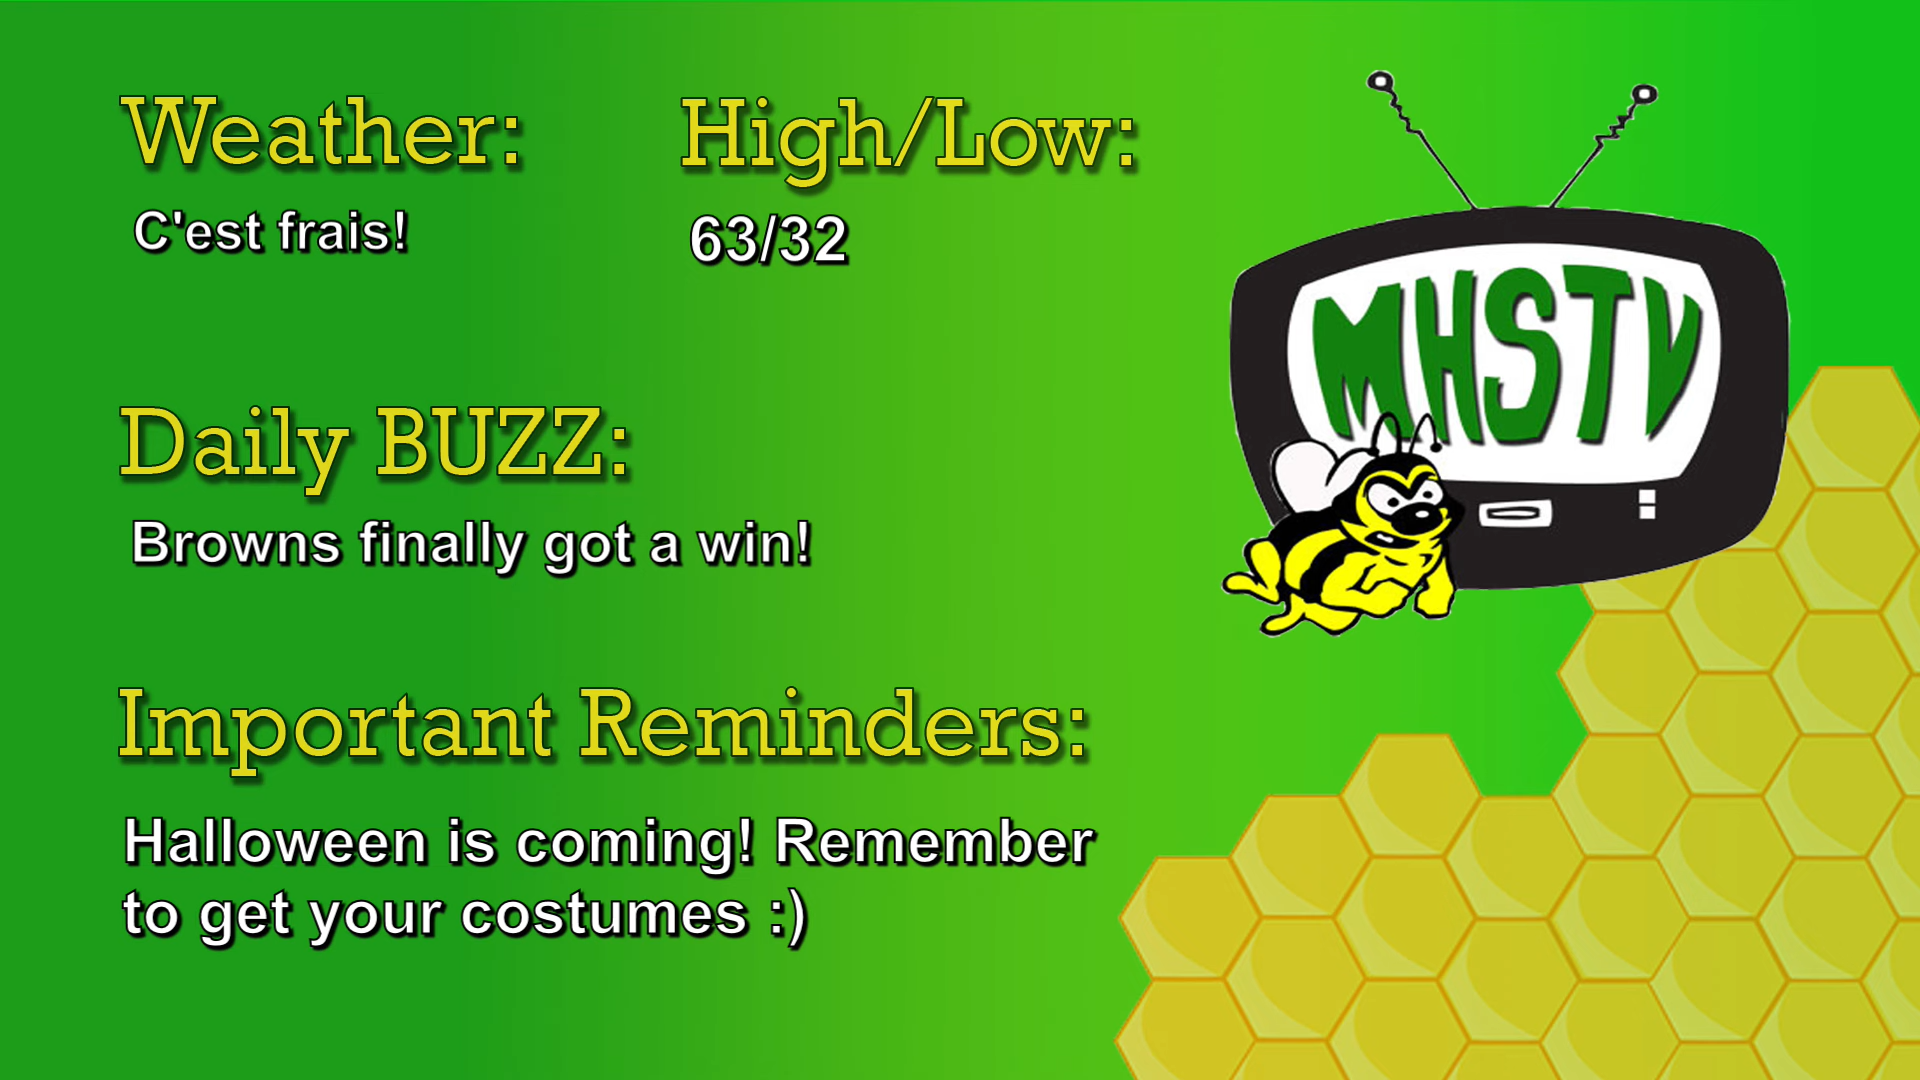 Weather:
High/Low:
C'est frais!
63/32
MHSTV
Daily BUZZ:
Browns finally got a win!
Important Reminders:
Halloween is coming! Remember
to get your costumes :)